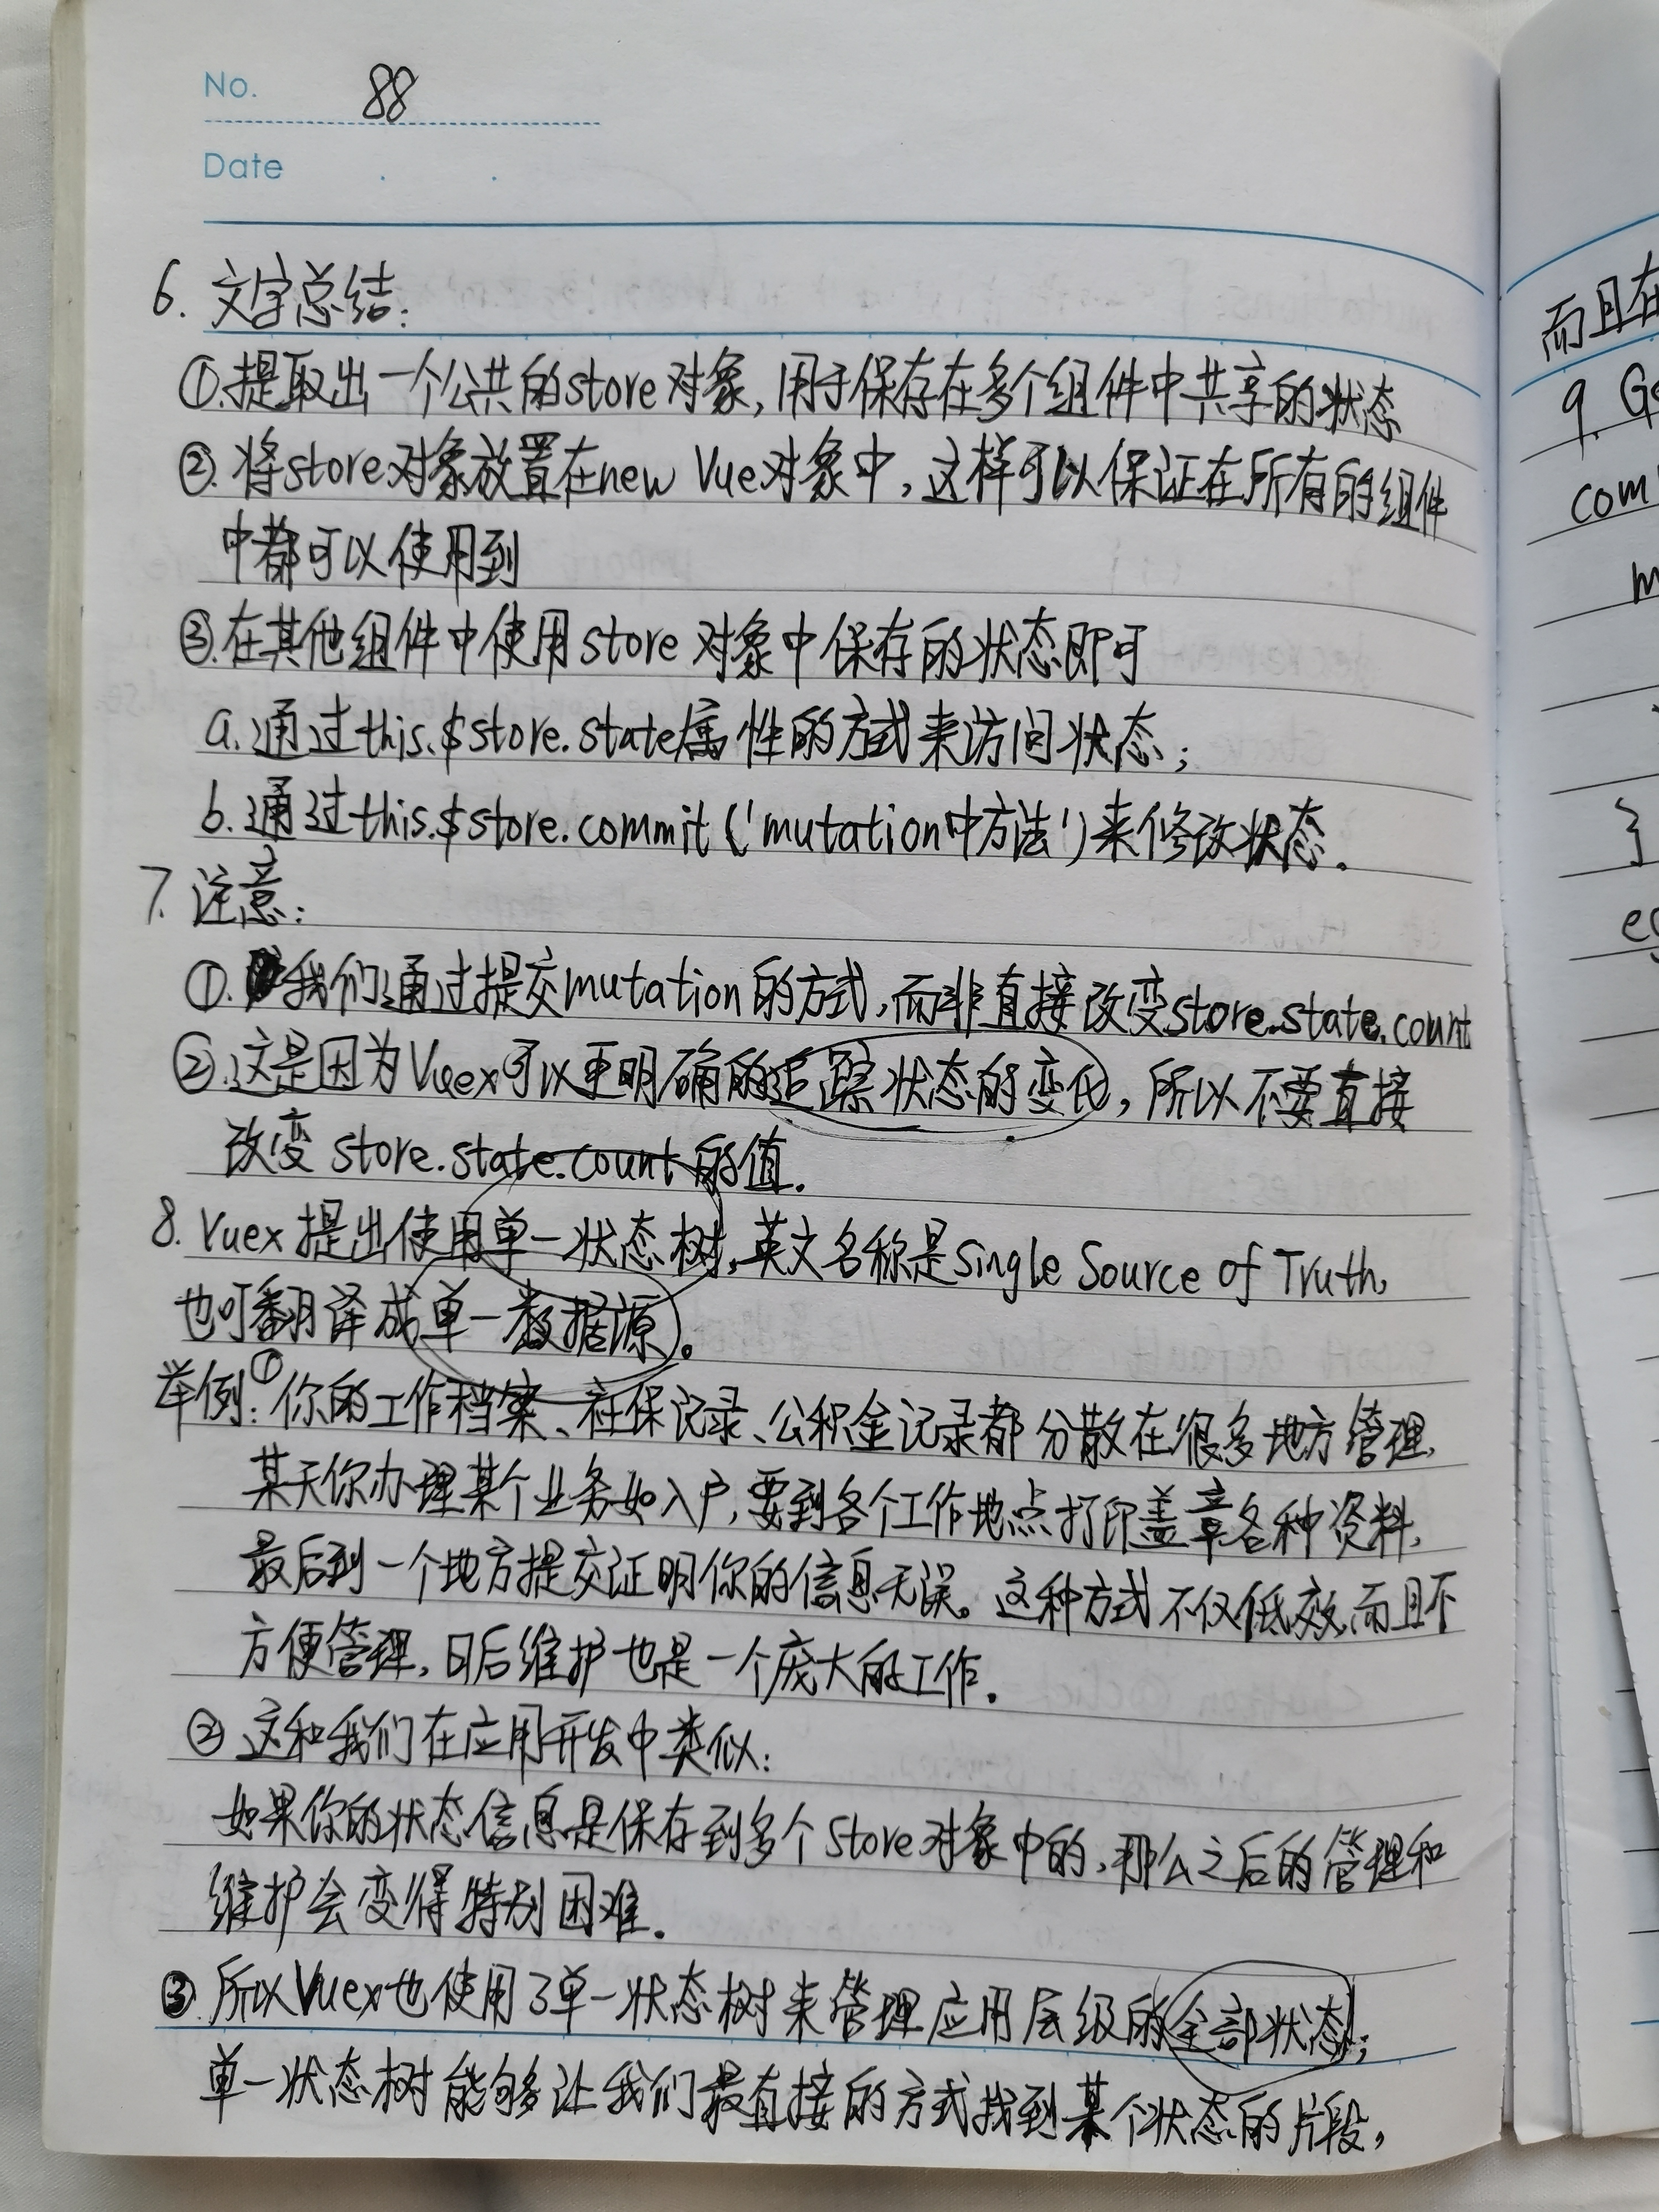 No. 88
Date
6. 文字总结:
①.提取出一个公共的store对象,用于保存在多个组件中共享的状态
②.将store对象放置在new Vue对象中,这样可以保证在所有的组件
中都可以使用到
③.在其他组件中使用store对象中保存的状态即可
a.通过this.$store.state属性的方式来访问状态;
b.通过this.$store.commit('mutation中方法')来修改状态.
7. 注意:
①.我们通过提交mutation的方式,而非直接改变store.state.count
②.这是因为Vuex可以更明确的追踪状态的变化,所以不要直接
改变store.state.count的值.
8. Vuex提出使用单一状态树,英文名称是Single Source of Truth,
也可翻译成单一数据源。
举例:①你的工作档案、社保记录、公积金记录都分散在很多地方管理,
某天你办理某个业务如入户,要到各个工作地点打印盖章各种资料,
最后到一个地方提交证明你的信息无误。这种方式不仅低效,而且不
方便管理,日后维护也是一个庞大的工作.
② 这和我们在应用开发中类似:
如果你的状态信息是保存到多个Store对象中的,那么之后的管理和
维护会变得特别困难.
③ 所以Vuex也使用了单一状态树来管理应用层级的全部状态;
单一状态树能够让我们最直接的方式找到某个状态的片段,
而且在
9. Ge
com
m
}
eg